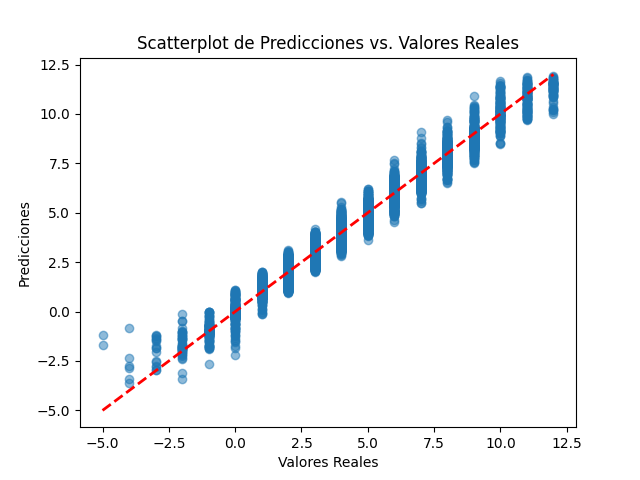 Scatterplot de Predicciones vs. Valores Reales
12.5
10.0
7.5
5.0
2.5
0.0
−2.5
−5.0
Predicciones
−5.0 −2.5 0.0 2.5 5.0 7.5 10.0 12.5
Valores Reales